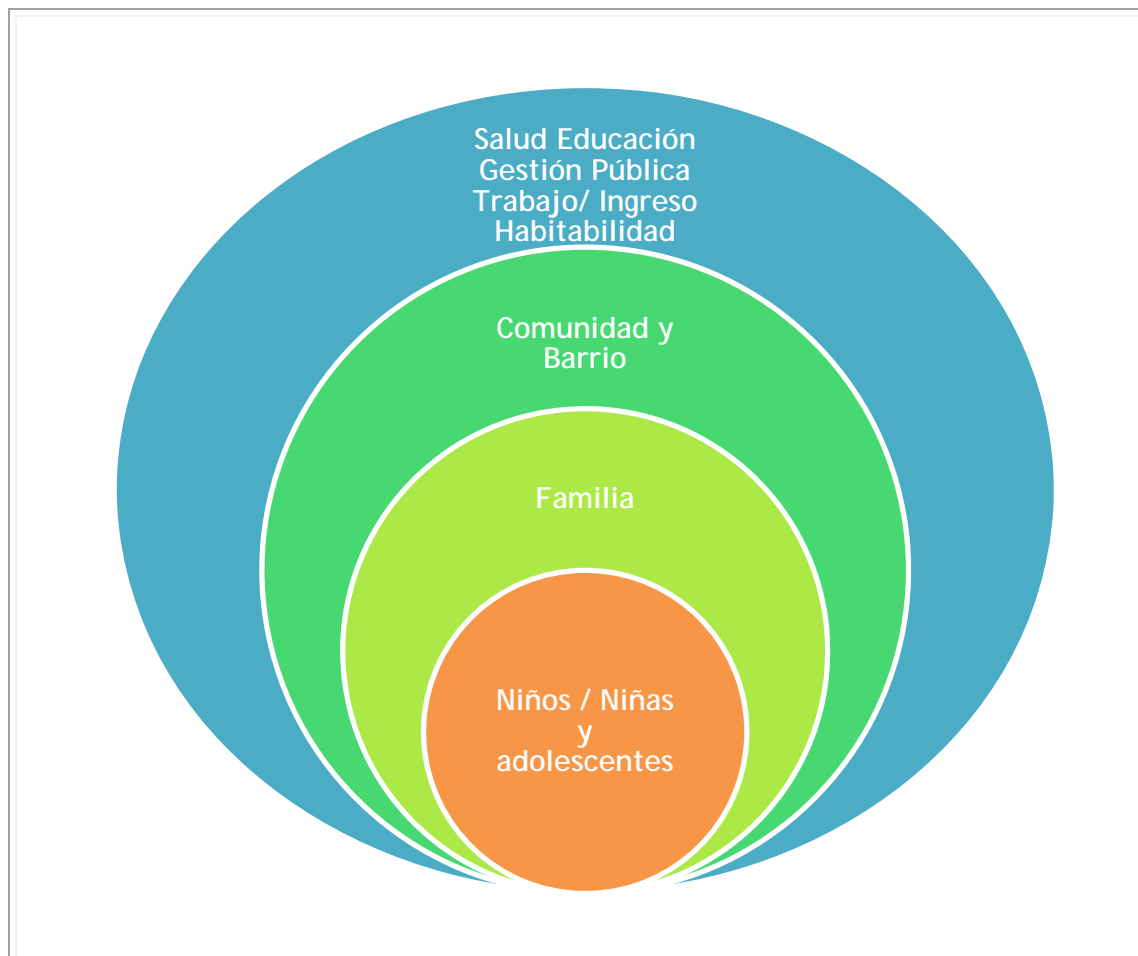 Salud Educación
Gestión Pública
Trabajo/ Ingreso
Habitabilidad
Comunidad y
Barrio
Familia
Niños / Niñas
y
adolescentes